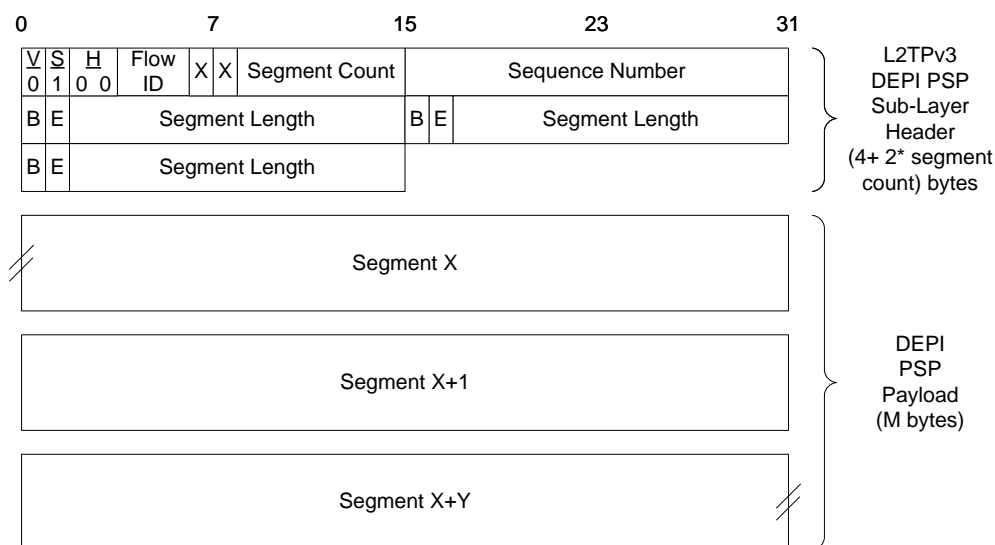 0 7 15 23 31
V S H Flow ID X X Segment Count Sequence Number
0 1 0 0
B E Segment Length B E Segment Length
B E Segment Length
L2TPv3
DEPI PSP
Sub-Layer
Header
(4+ 2* segment
count) bytes
Segment X
Segment X+1
Segment X+Y
DEPI
PSP
Payload
(M bytes)